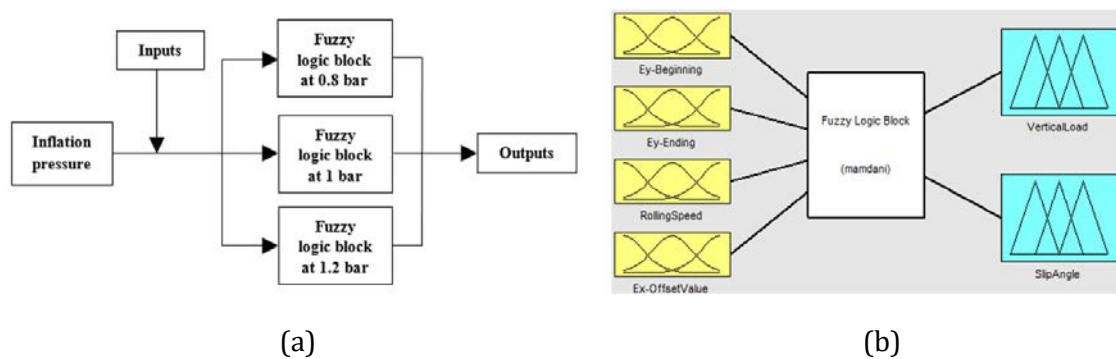 Inputs
Inflation
pressure
Fuzzy
logic block
at 0.8 bar
Fuzzy
logic block
at 1 bar
Fuzzy
logic block
at 1.2 bar
Outputs
(a)
Ey-Beginning
Ey-Ending
RollingSpeed
Ex-OffsetValue
Fuzzy Logic Block
(mamdani)
VerticalLoad
SlipAngle
(b)